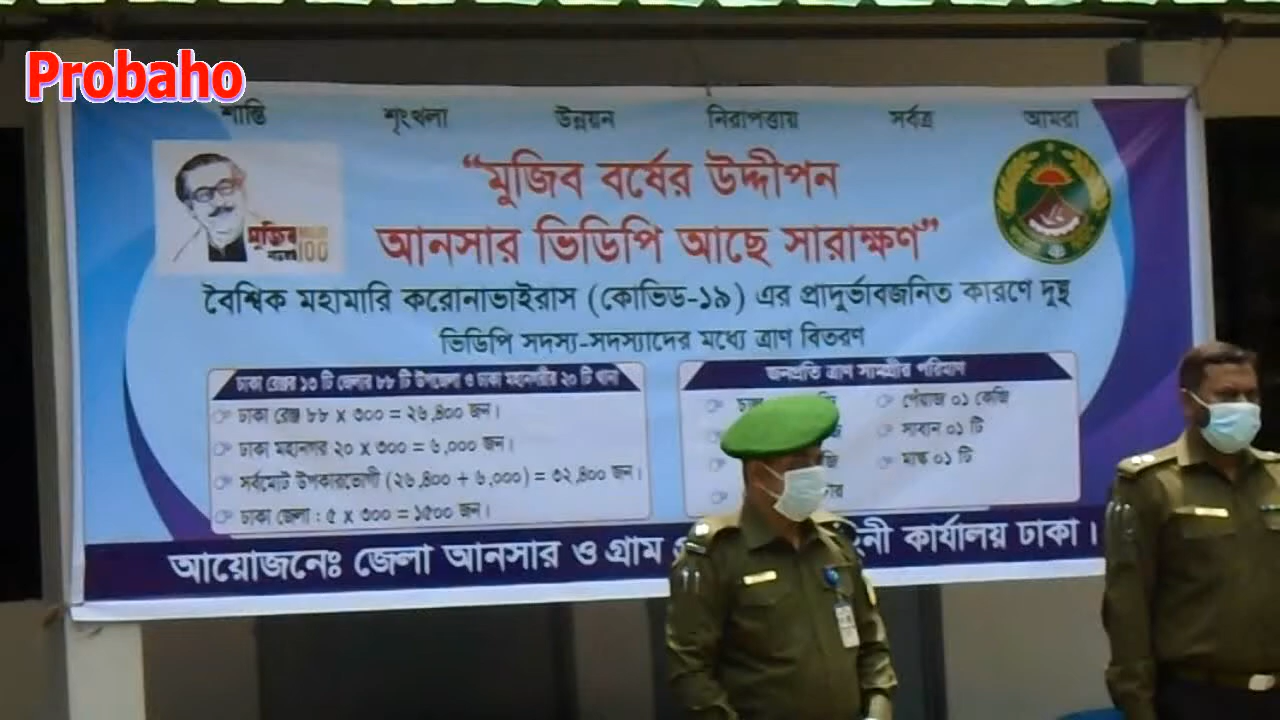 Probaho
শান্তি শৃংখলা উন্নয়ন নিরাপত্তায় সর্বত্র আমরা
“মুজিব বর্ষের উদ্দীপন
আনসার ভিডিপি আছে সারাক্ষণ”
মুজিব
100
বৈশ্বিক মহামারি করোনাভাইরাস (কোভিড-১৯) এর প্রাদুর্ভাবজনিত কারণে দুস্থ
ভিডিপি সদস্য-সদস্যাদের মধ্যে ত্রাণ বিতরণ
ঢাকা রেঞ্জের ১৩ টি জেলার ৮৮ টি উপজেলা ও ঢাকা মহানগরীর ২০ টি থানা
ঢাকা রেঞ্জ ৮৮ x ৩০০ = ২৬,৪০০ জন।
ঢাকা মহানগর ২০ x ৩০০ = ৬,০০০ জন।
সর্বমোট উপকারভোগী (২৬,৪০০ + ৬,০০০) = ৩২,৪০০ জন।
ঢাকা জেলা : ৫ x ৩০০ = ১৫০০ জন।
জনপ্রতি ত্রাণ সামগ্রীর পরিমাণ
পেঁয়াজ ০১ কেজি
সাবান ০১ টি
মাস্ক ০১ টি
আয়োজনেঃ জেলা আনসার ও গ্রাম কার্যালয় ঢাকা।